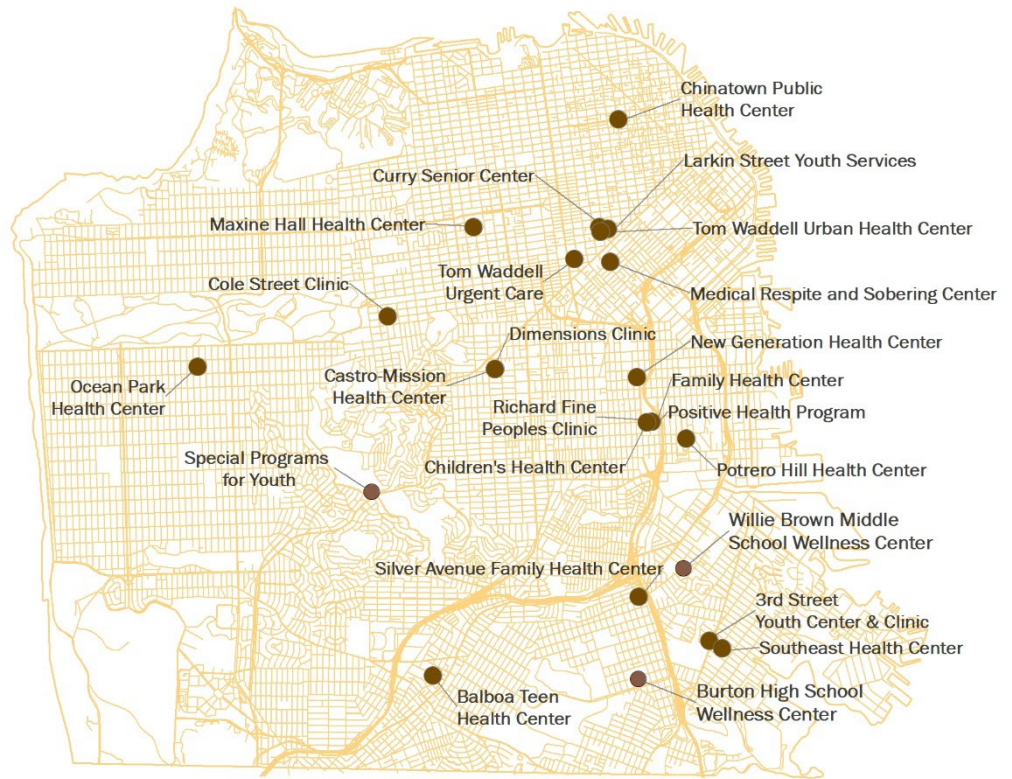 Chinatown Public
Health Center
Larkin Street Youth Services
Curry Senior Center
Maxine Hall Health Center
Tom Waddell Urban Health Center
Tom Waddell
Urgent Care
Cole Street Clinic
Medical Respite and Sobering Center
Dimensions Clinic
New Generation Health Center
Castro-Mission
Health Center
Family Health Center
Ocean Park
Health Center
Richard Fine
Peoples Clinic
Positive Health Program
Special Programs
for Youth
Children's Health Center
Potrero Hill Health Center
Willie Brown Middle
School Wellness Center
Silver Avenue Family Health Center
3rd Street
Youth Center & Clinic
Southeast Health Center
Balboa Teen
Health Center
Burton High School
Wellness Center